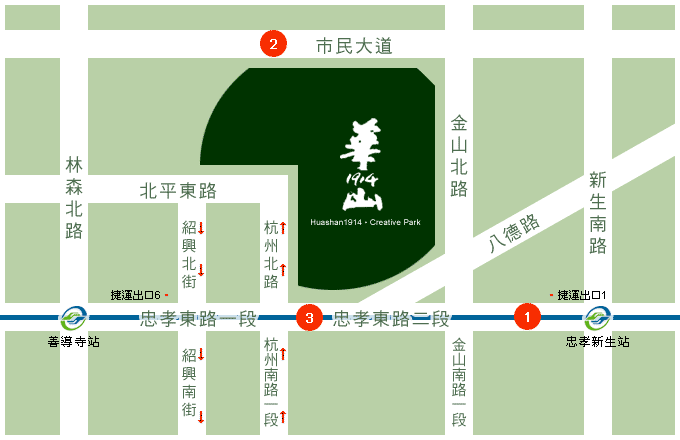 2
市民大道
華
1914
山
Huashan1914・Creative Park
金山北路
林森北路
北平東路
新生南路
八德路
紹興北街
杭州北路
捷運出口6
捷運出口1
忠孝東路一段
3
忠孝東路二段
1
善導寺站
忠孝新生站
紹興南街
杭州南路一段
金山南路一段